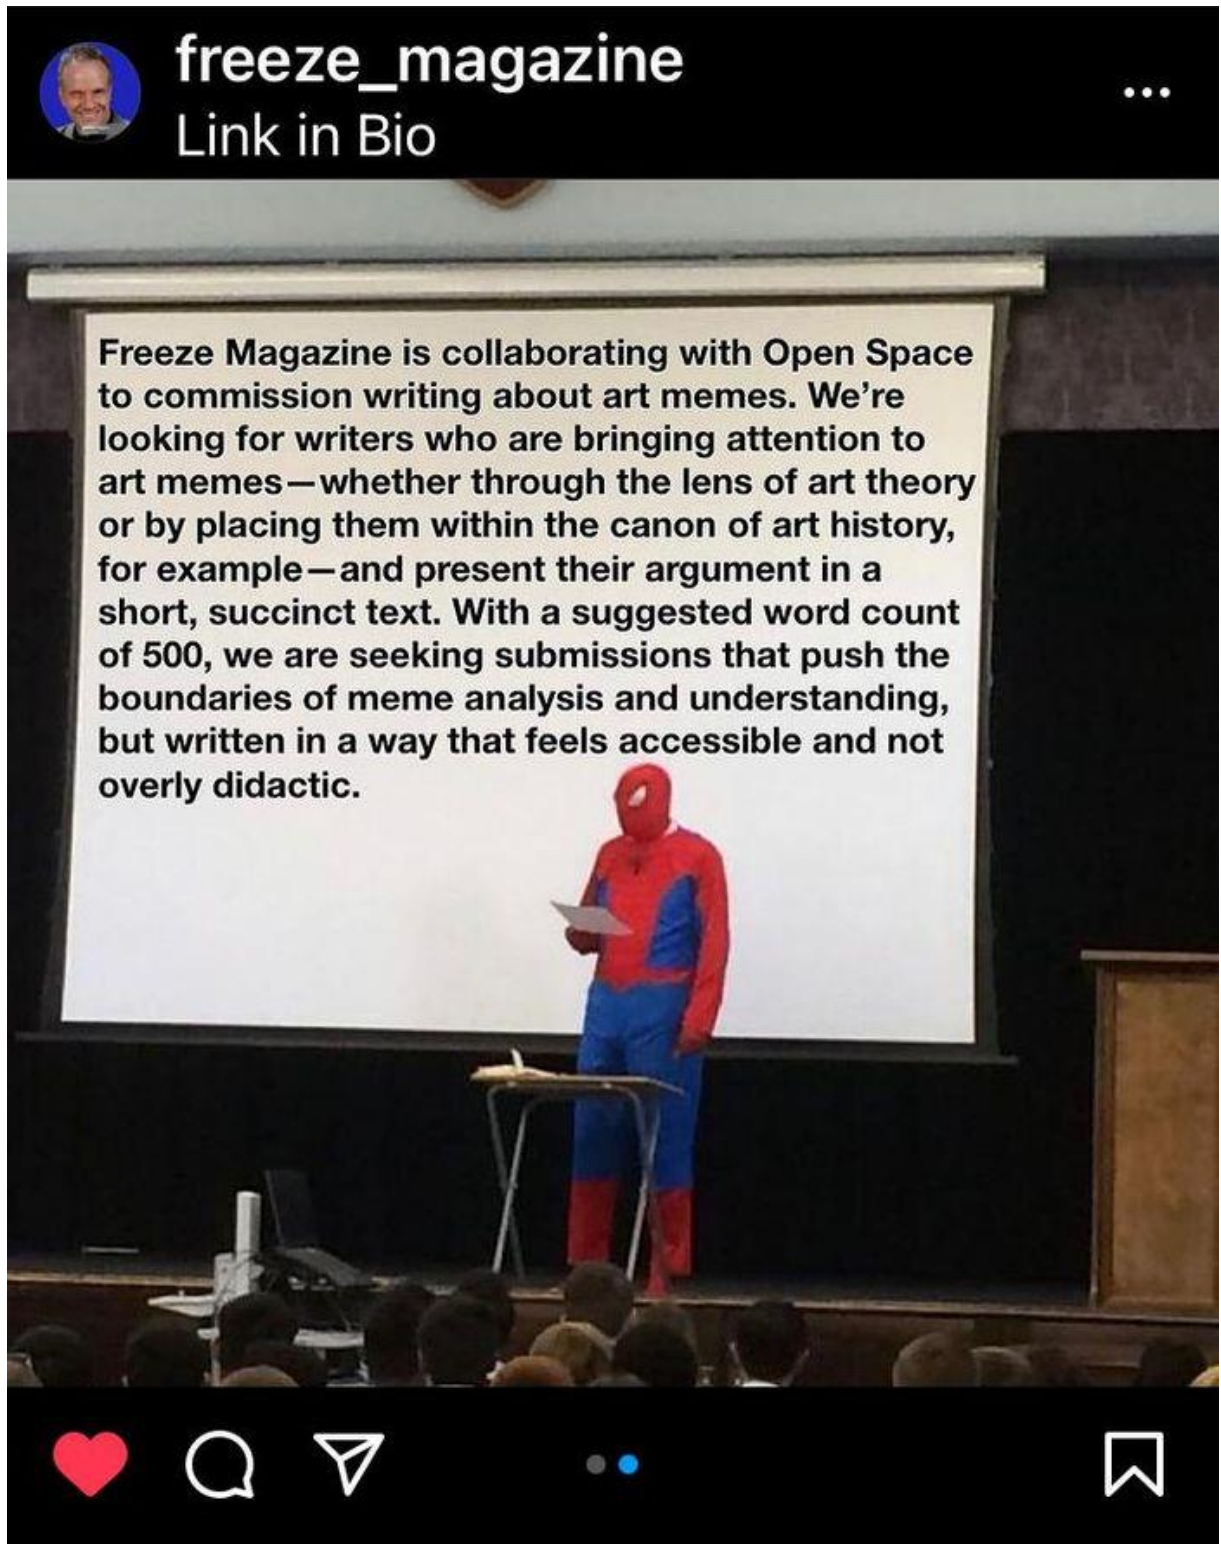 freeze_magazine
Link in Bio
Freeze Magazine is collaborating with Open Space
to commission writing about art memes. We’re
looking for writers who are bringing attention to
art memes—whether through the lens of art theory
or by placing them within the canon of art history,
for example—and present their argument in a
short, succinct text. With a suggested word count
of 500, we are seeking submissions that push the
boundaries of meme analysis and understanding,
but written in a way that feels accessible and not
overly didactic.